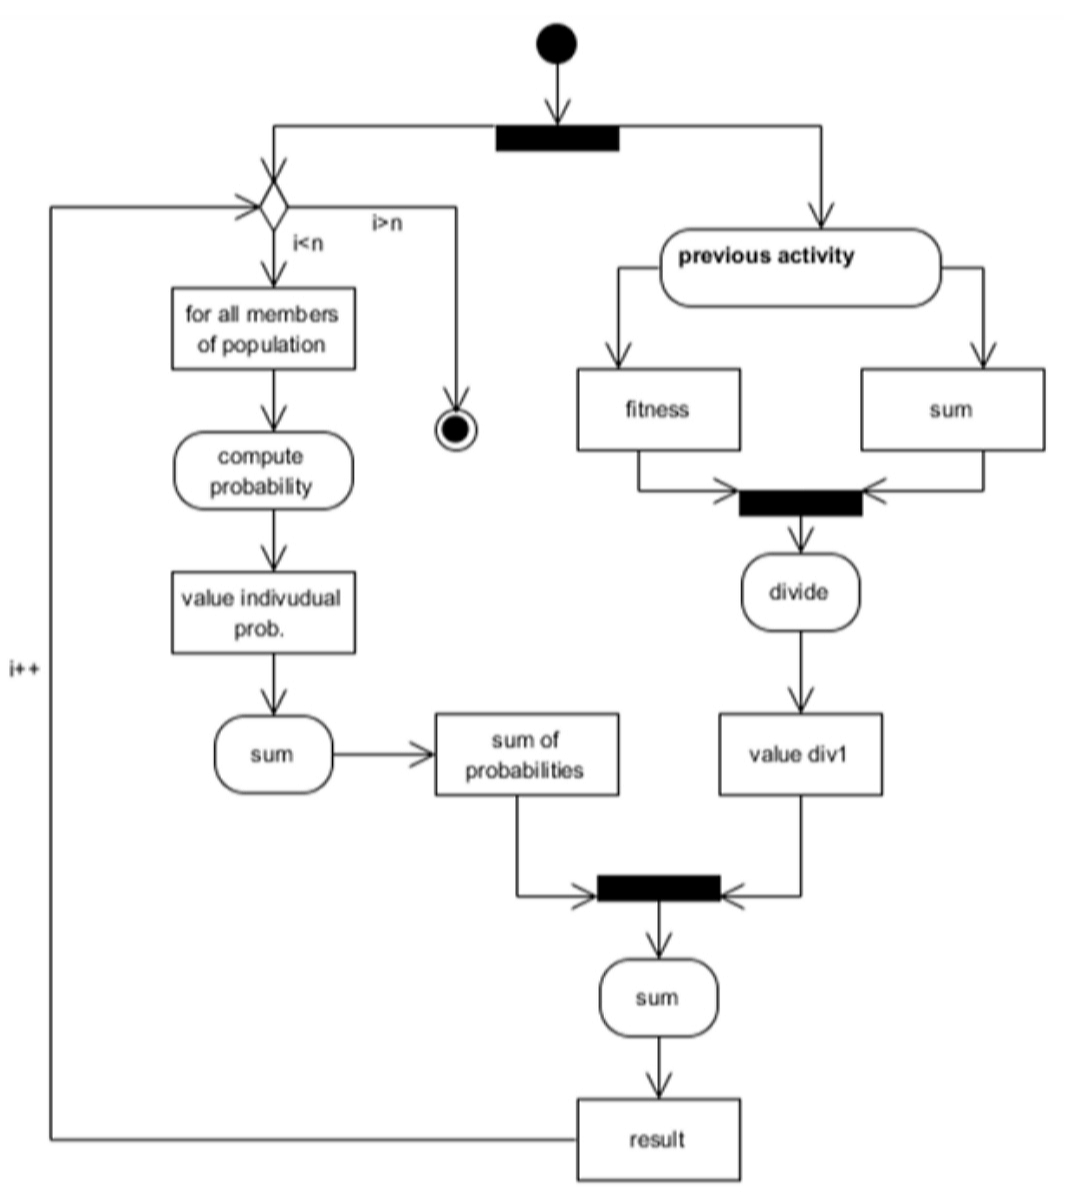 i>n
i<n
previous activity
for all members
of population
fitness
sum
compute
probability
divide
value indivudual
prob.
i++
sum
sum of
probabilities
value div1
sum
result